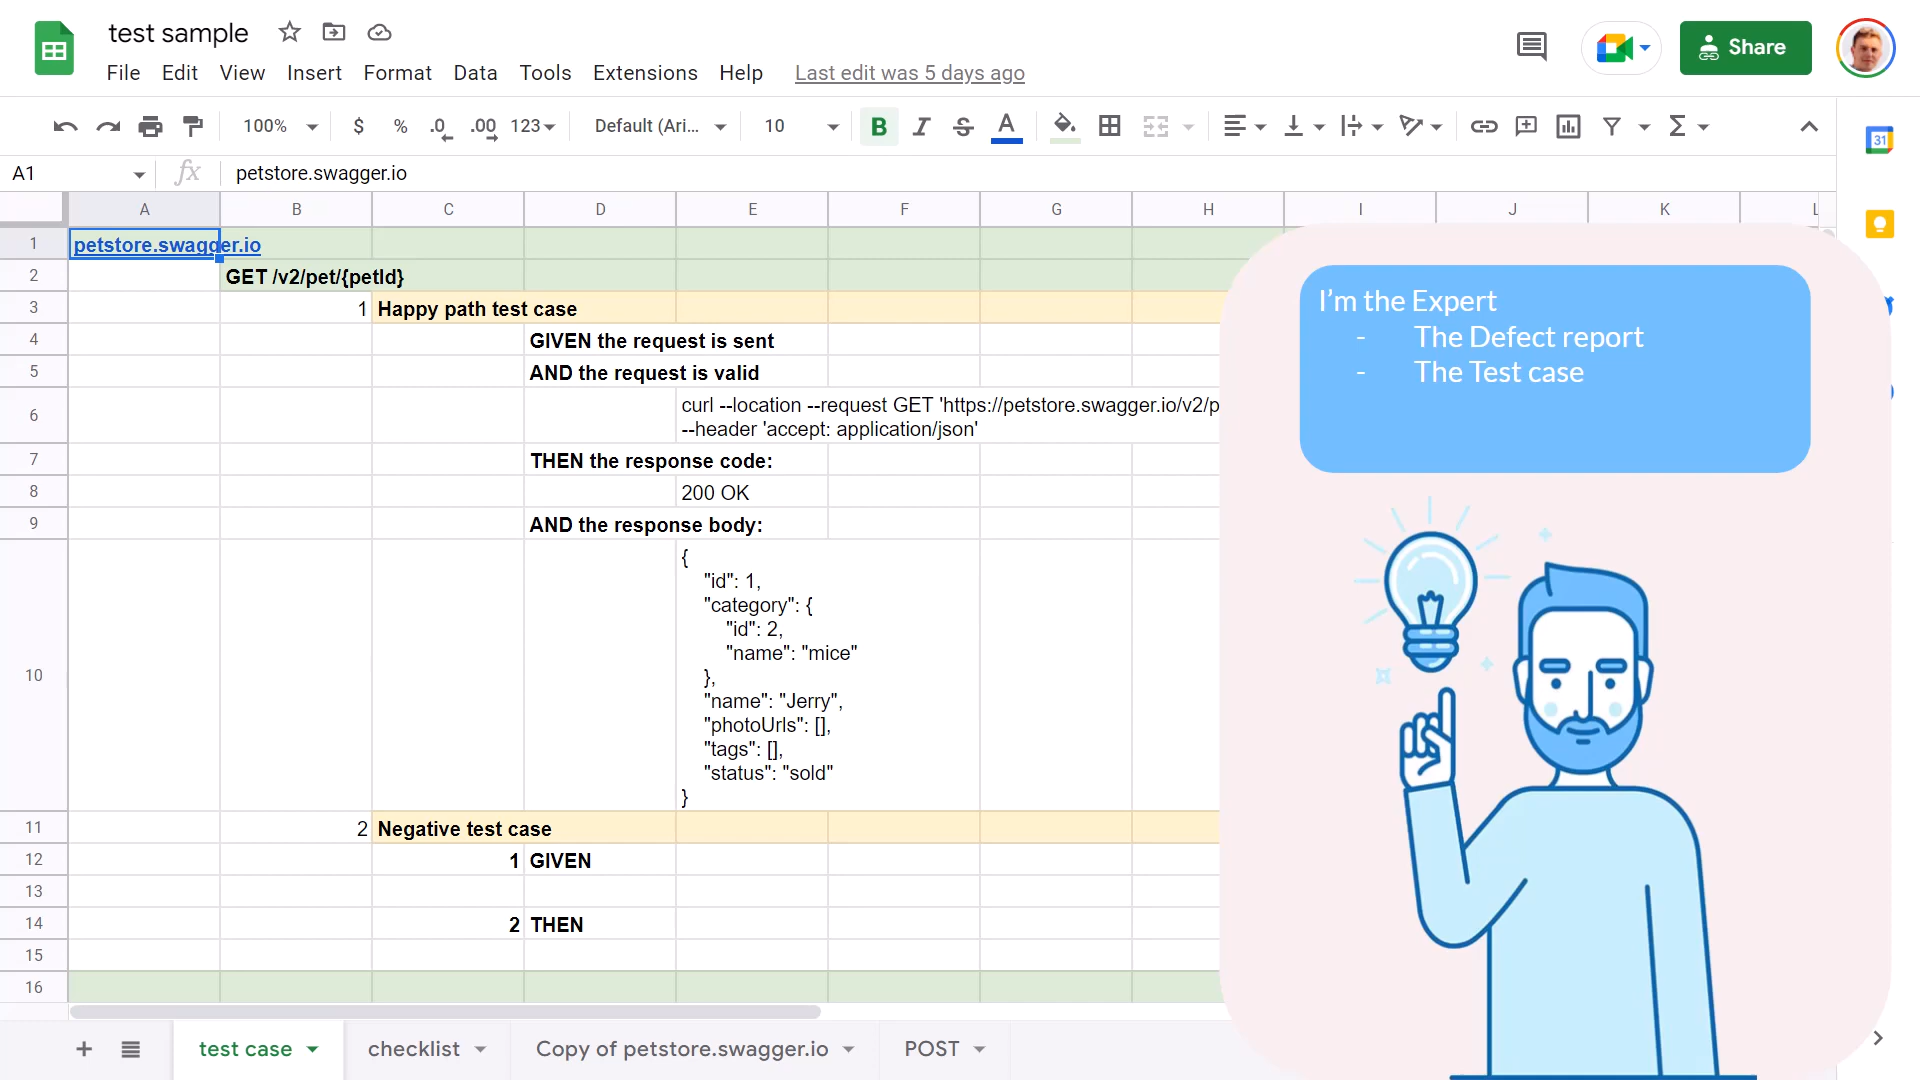 test sample
File Edit View Insert Format Data Tools Extensions Help Last edit was 5 days ago
Share
100% $ % .0 .00 123 Default (Ari... 10 B I S A
31
A1 fx petstore.swagger.io
A B C D E F G H I J K L
1 petstore.swagger.io
2 GET /v2/pet/{petId}
3 1 Happy path test case
4 GIVEN the request is sent
5 AND the request is valid
6 curl --location --request GET 'https://petstore.swagger.io/v2/p
--header 'accept: application/json'
7 THEN the response code:
8 200 OK
9 AND the response body:
10 {
"id": 1,
"category": {
"id": 2,
"name": "mice"
},
"name": "Jerry",
"photoUrls": [],
"tags": [],
"status": "sold"
}
11 2 Negative test case
12 1 GIVEN
13
14 2 THEN
15
16
I’m the Expert
- The Defect report
- The Test case
+ test case checklist Copy of petstore.swagger.io POST